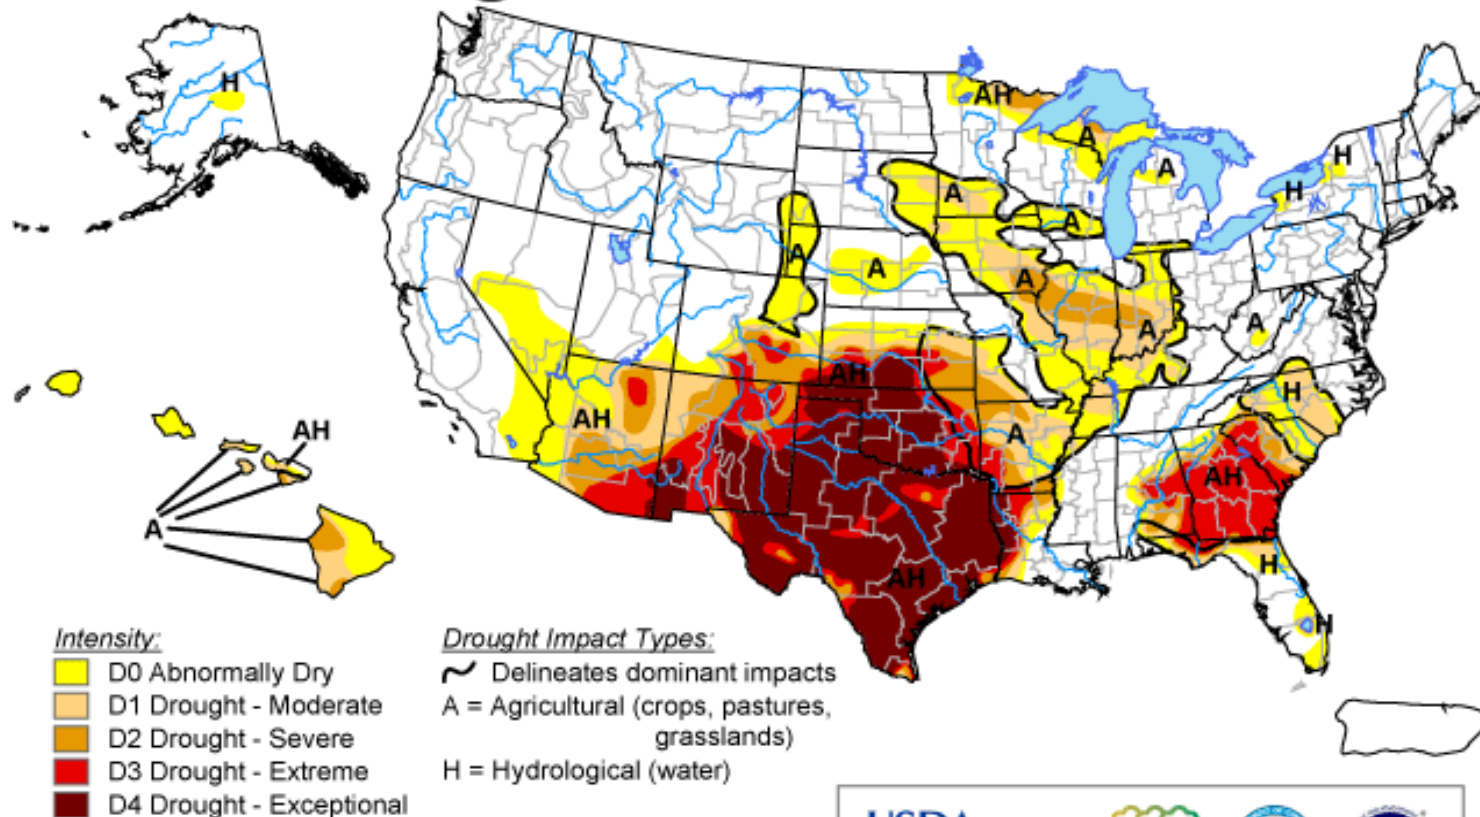 H
AH
A
A
H
H
A
A
A
A
A
A
A
AH
AH
H
A
AH
AH
A
AH
H
H
Intensity:
D0 Abnormally Dry
D1 Drought - Moderate
D2 Drought - Severe
D3 Drought - Extreme
D4 Drought - Exceptional
Drought Impact Types:
Delineates dominant impacts
A = Agricultural (crops, pastures,
grasslands)
H = Hydrological (water)
USDA